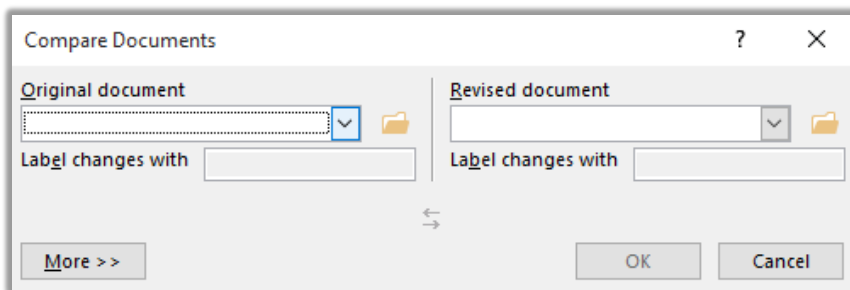 Compare Documents ?
Original document
Label changes with
Revised document
Label changes with
More >>
OK
Cancel